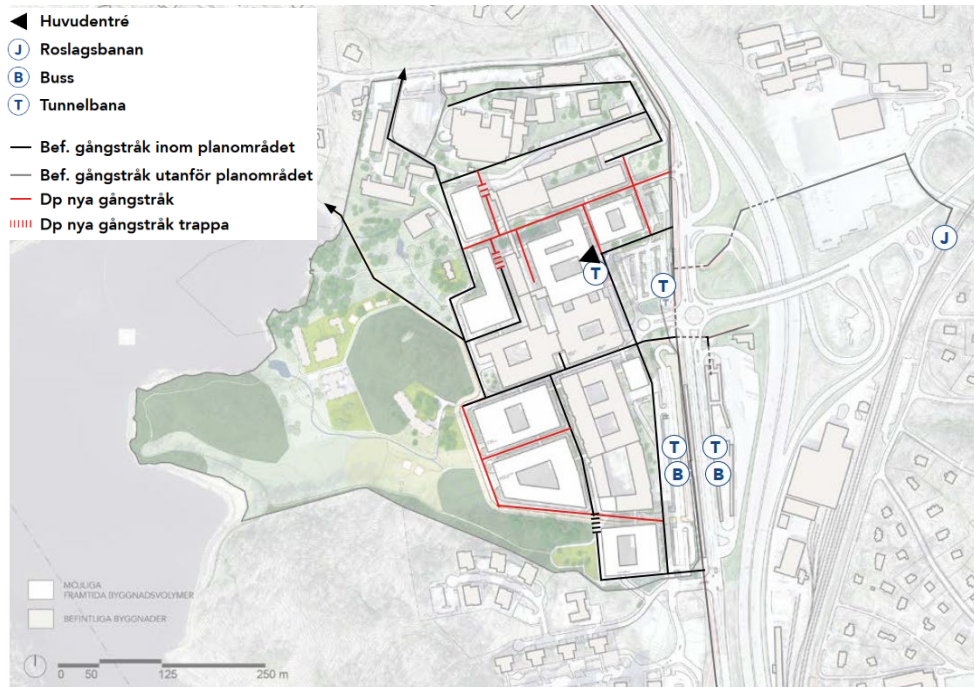 Huvudentré
J Roslagsbanan
B Buss
T Tunnelbana
Bef. gångstråk inom planområdet
Bef. gångstråk utanför planområdet
Dp nya gångstråk
Dp nya gångstråk trappa
J
T
T
T T
B B
MÖJLIGA
FRAMTIDA BYGGNADSVOLYMER
BEFINTLIGA BYGGNADER
0 50 125 250 m